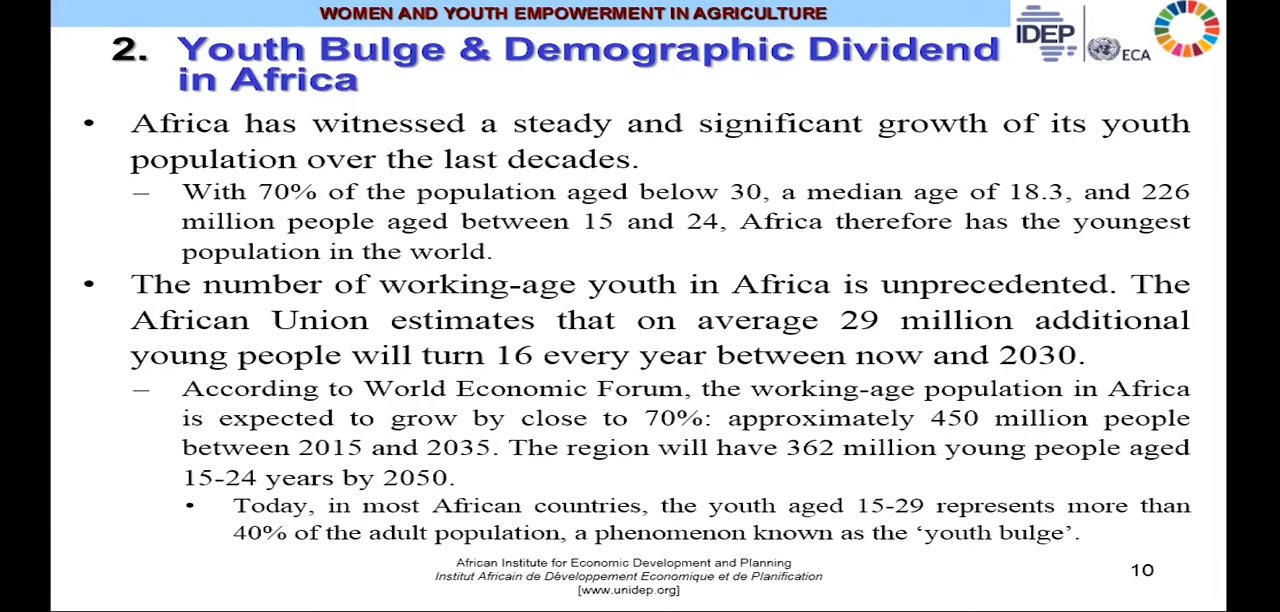 WOMEN AND YOUTH EMPOWERMENT IN AGRICULTURE
IDEP
ECA
2. Youth Bulge & Demographic Dividend
in Africa
• Africa has witnessed a steady and significant growth of its youth
population over the last decades.
– With 70% of the population aged below 30, a median age of 18.3, and 226
million people aged between 15 and 24, Africa therefore has the youngest
population in the world.
• The number of working-age youth in Africa is unprecedented. The
African Union estimates that on average 29 million additional
young people will turn 16 every year between now and 2030.
– According to World Economic Forum, the working-age population in Africa
is expected to grow by close to 70%: approximately 450 million people
between 2015 and 2035. The region will have 362 million young people aged
15-24 years by 2050.
• Today, in most African countries, the youth aged 15-29 represents more than
40% of the adult population, a phenomenon known as the ‘youth bulge’.
African Institute for Economic Development and Planning
Institut Africain de Développement Economique et de Planification
[www.unidep.org]
10